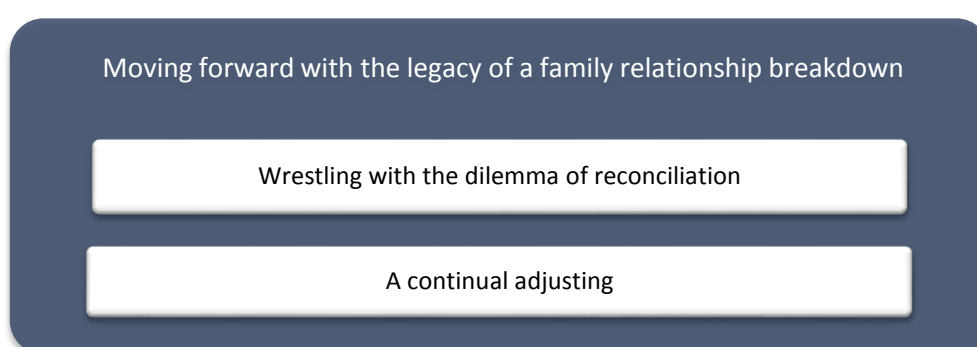 Moving forward with the legacy of a family relationship breakdown
Wrestling with the dilemma of reconciliation
A continual adjusting